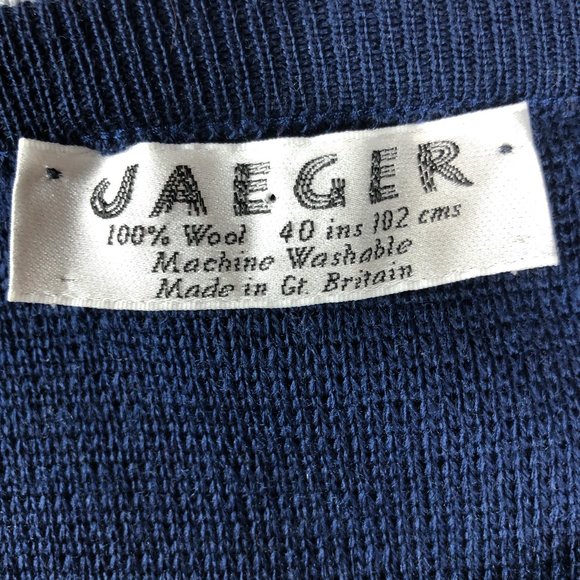 JAEGER
100% Wool 40 ins 102 cms
Machine Washable
Made in Gt. Britain